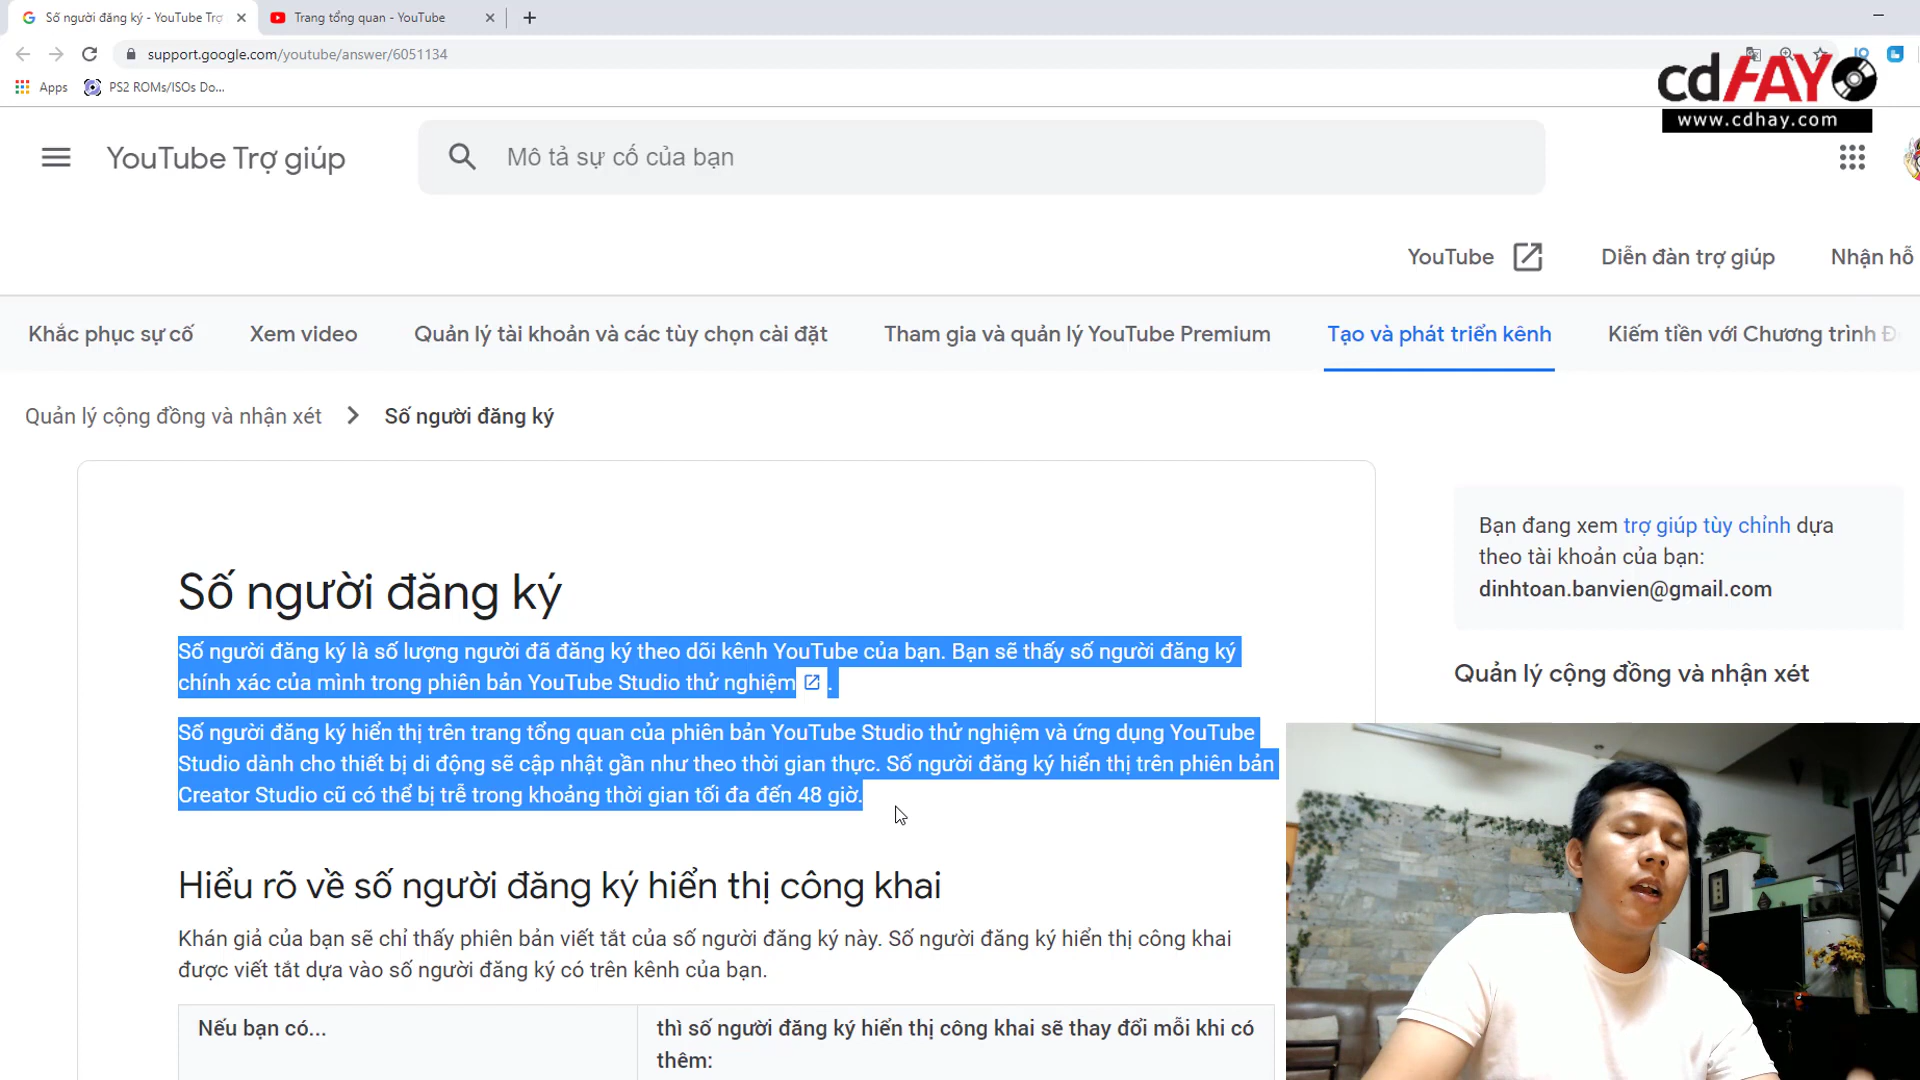 Số người đăng ký - YouTube Trợ
Trang tổng quan - YouTube
support.google.com/youtube/answer/6051134
Apps
PS2 ROMs/ISOs Do...
cdHAY
www.cdhay.com
YouTube Trợ giúp
Mô tả sự cố của bạn
YouTube
Diễn đàn trợ giúp
Nhận hỗ
Khắc phục sự cố
Xem video
Quản lý tài khoản và các tùy chọn cài đặt
Tham gia và quản lý YouTube Premium
Tạo và phát triển kênh
Kiếm tiền với Chương trình Đ
Quản lý cộng đồng và nhận xét
Số người đăng ký
Số người đăng ký
Số người đăng ký là số lượng người đã đăng ký theo dõi kênh YouTube của bạn. Bạn sẽ thấy số người đăng ký
chính xác của mình trong phiên bản YouTube Studio thử nghiệm .
Số người đăng ký hiển thị trên trang tổng quan của phiên bản YouTube Studio thử nghiệm và ứng dụng YouTube
Studio dành cho thiết bị di động sẽ cập nhật gần như theo thời gian thực. Số người đăng ký hiển thị trên phiên bản
Creator Studio cũ có thể bị trễ trong khoảng thời gian tối đa đến 48 giờ.
Hiểu rõ về số người đăng ký hiển thị công khai
Khán giả của bạn sẽ chỉ thấy phiên bản viết tắt của số người đăng ký này. Số người đăng ký hiển thị công khai
được viết tắt dựa vào số người đăng ký có trên kênh của bạn.
Nếu bạn có...
thì số người đăng ký hiển thị công khai sẽ thay đổi mỗi khi có
thêm:
Bạn đang xem trợ giúp tùy chỉnh dựa
theo tài khoản của bạn:
dinhtoan.banvien@gmail.com
Quản lý cộng đồng và nhận xét